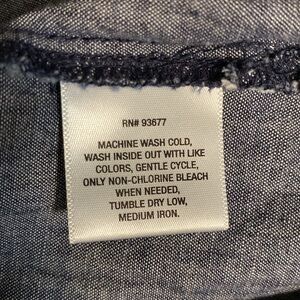 RN# 93677
MACHINE WASH COLD,
WASH INSIDE OUT WITH LIKE
COLORS, GENTLE CYCLE,
ONLY NON-CHLORINE BLEACH
WHEN NEEDED,
TUMBLE DRY LOW,
MEDIUM IRON.